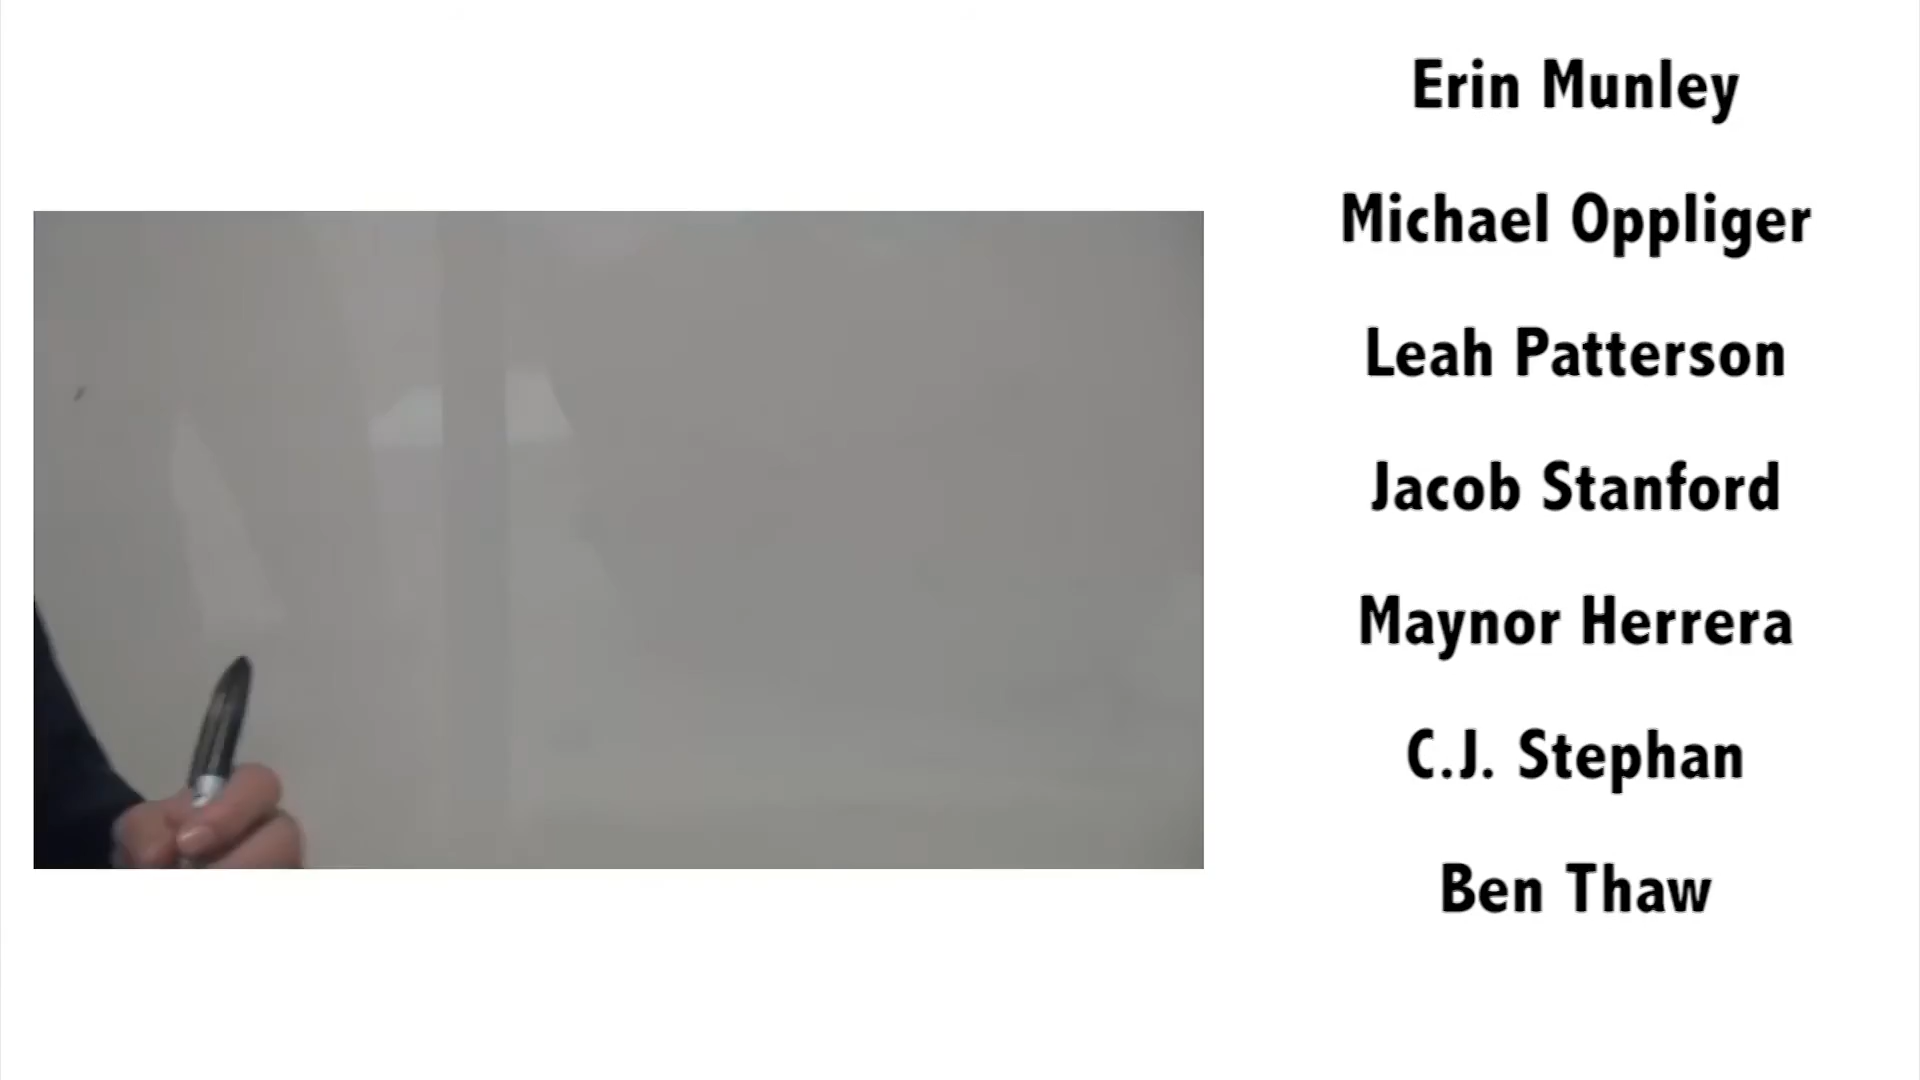 Erin Munley
Michael Oppliger
Leah Patterson
Jacob Stanford
Maynor Herrera
C.J. Stephan
Ben Thaw